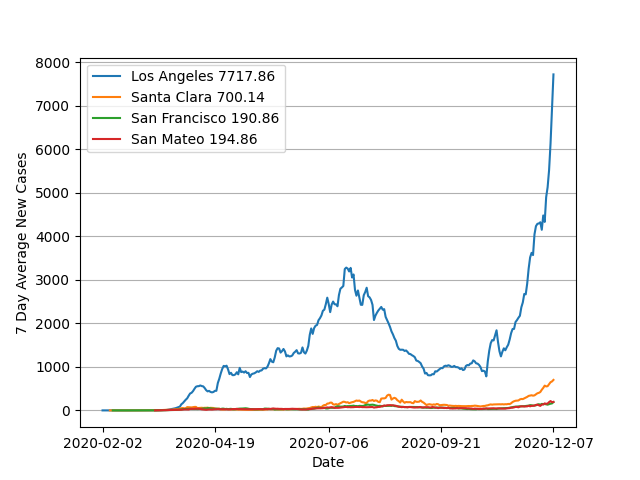 8000
7000
6000
5000
4000
3000
2000
1000
0
7 Day Average New Cases
Los Angeles 7717.86
Santa Clara 700.14
San Francisco 190.86
San Mateo 194.86
2020-02-02 2020-04-19 2020-07-06 2020-09-21 2020-12-07
Date